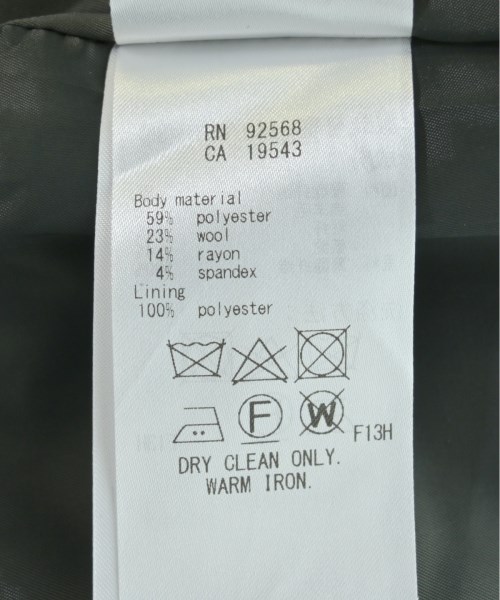 RN 92568
CA 19543
Body material
59% polyester
23% wool
14% rayon
4% spandex
Lining
100% polyester
F W F13H
DRY CLEAN ONLY.
WARM IRON.